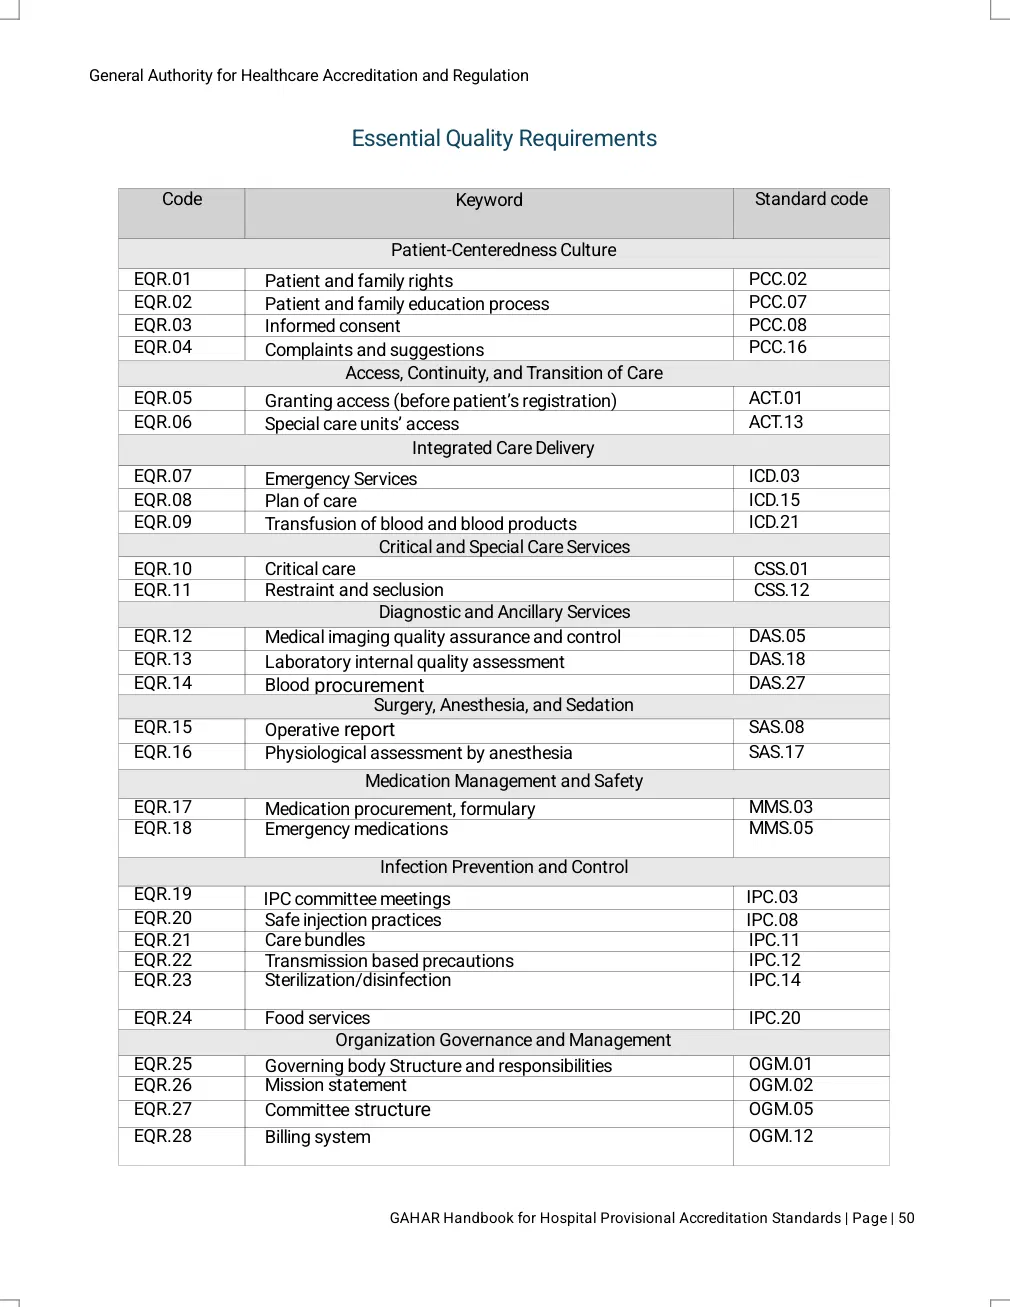 General Authority for Healthcare Accreditation and Regulation
Essential Quality Requirements
Code Keyword Standard code
Patient-Centeredness Culture
EQR.01 Patient and family rights PCC.02
EQR.02 Patient and family education process PCC.07
EQR.03 Informed consent PCC.08
EQR.04 Complaints and suggestions PCC.16
Access, Continuity, and Transition of Care
EQR.05 Granting access (before patient’s registration) ACT.01
EQR.06 Special care units’ access ACT.13
Integrated Care Delivery
EQR.07 Emergency Services ICD.03
EQR.08 Plan of care ICD.15
EQR.09 Transfusion of blood and blood products ICD.21
Critical and Special Care Services
EQR.10 Critical care CSS.01
EQR.11 Restraint and seclusion CSS.12
Diagnostic and Ancillary Services
EQR.12 Medical imaging quality assurance and control DAS.05
EQR.13 Laboratory internal quality assessment DAS.18
EQR.14 Blood procurement DAS.27
Surgery, Anesthesia, and Sedation
EQR.15 Operative report SAS.08
EQR.16 Physiological assessment by anesthesia SAS.17
Medication Management and Safety
EQR.17 Medication procurement, formulary MMS.03
EQR.18 Emergency medications MMS.05
Infection Prevention and Control
EQR.19 IPC committee meetings IPC.03
EQR.20 Safe injection practices IPC.08
EQR.21 Care bundles IPC.11
EQR.22 Transmission based precautions IPC.12
EQR.23 Sterilization/disinfection IPC.14
EQR.24 Food services IPC.20
Organization Governance and Management
EQR.25 Governing body Structure and responsibilities OGM.01
EQR.26 Mission statement OGM.02
EQR.27 Committee structure OGM.05
EQR.28 Billing system OGM.12
GAHAR Handbook for Hospital Provisional Accreditation Standards | Page | 50